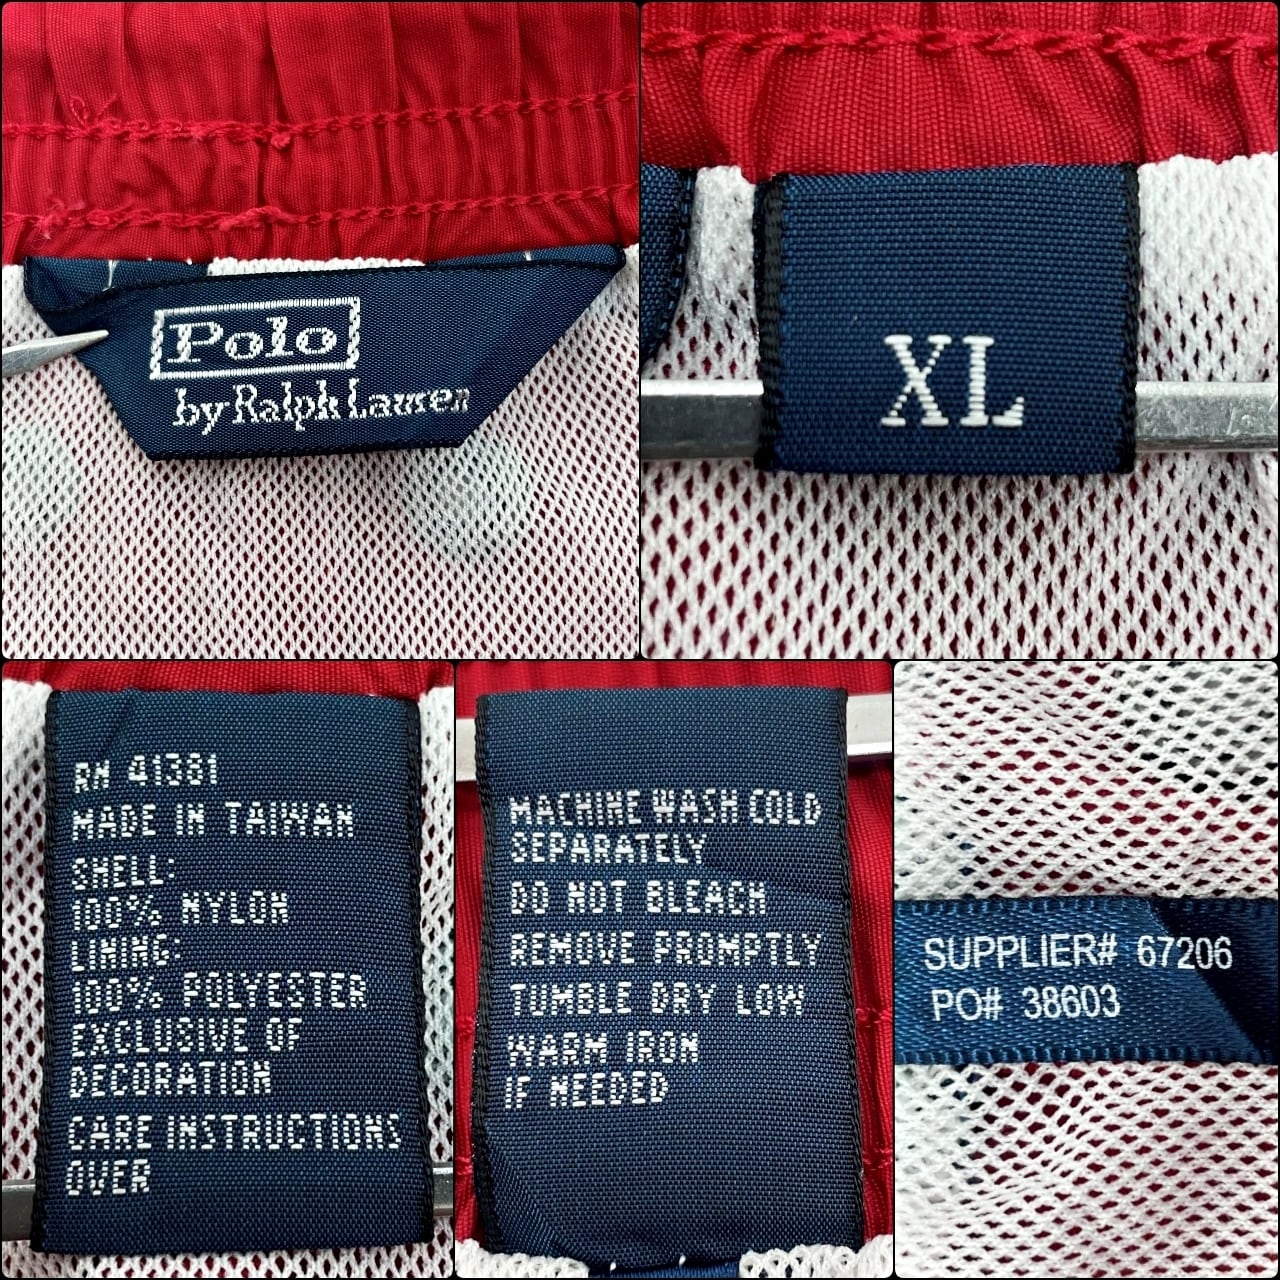 Polo
by Ralph Lauren
XL
RN 41381
MADE IN TAIWAN
SHELL:
100% NYLON
LINING:
100% POLYESTER
EXCLUSIVE OF
DECORATION
CARE INSTRUCTIONS
OVER
MACHINE WASH COLD
SEPARATELY
DO NOT BLEACH
REMOVE PROMPTLY
TUMBLE DRY LOW
WARM IRON
IF NEEDED
SUPPLIER# 67206
PO# 38603